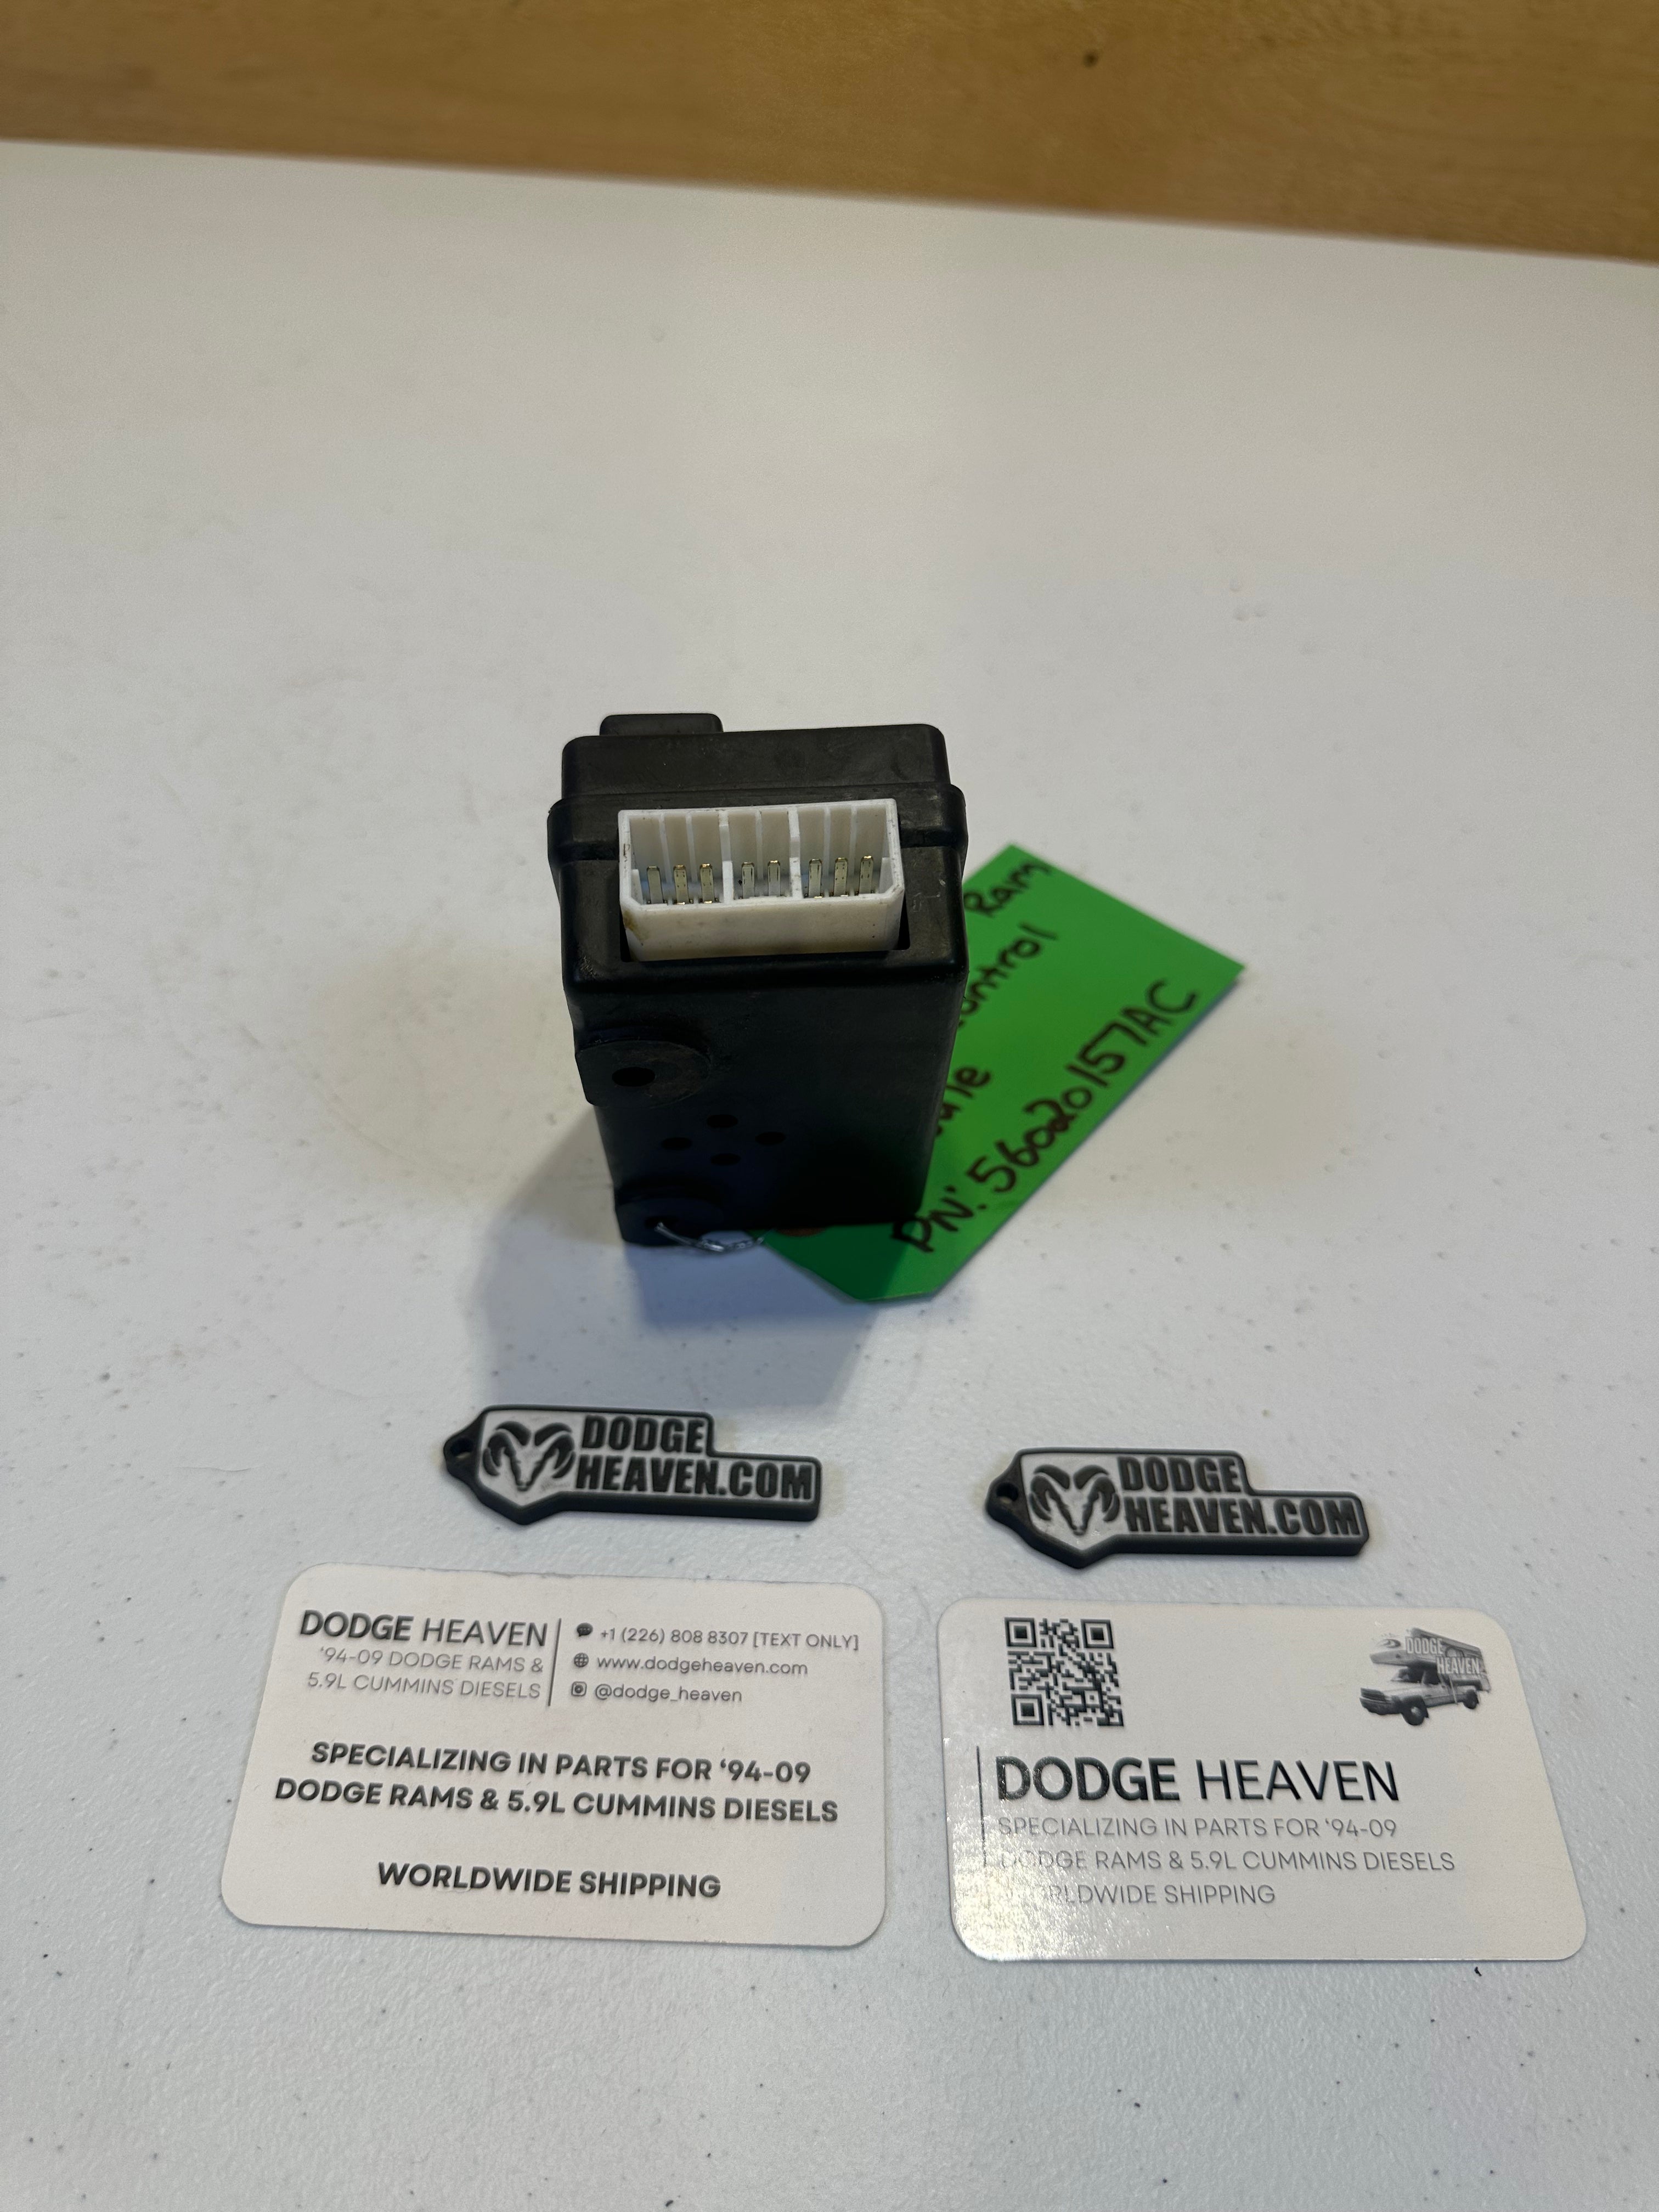 Ram
PN: 56020157AC
DODGE
HEAVEN.COM
DODGE
HEAVEN.COM
DODGE HEAVEN
'94-09 DODGE RAMS &
5.9L CUMMINS DIESELS
+1 (226) 808 8307 [TEXT ONLY]
www.dodgeheaven.com
@dodge_heaven
SPECIALIZING IN PARTS FOR '94-09
DODGE RAMS & 5.9L CUMMINS DIESELS
WORLDWIDE SHIPPING
DODGE
HEAVEN
DODGE HEAVEN
SPECIALIZING IN PARTS FOR '94-09
DODGE RAMS & 5.9L CUMMINS DIESELS
WORLDWIDE SHIPPING